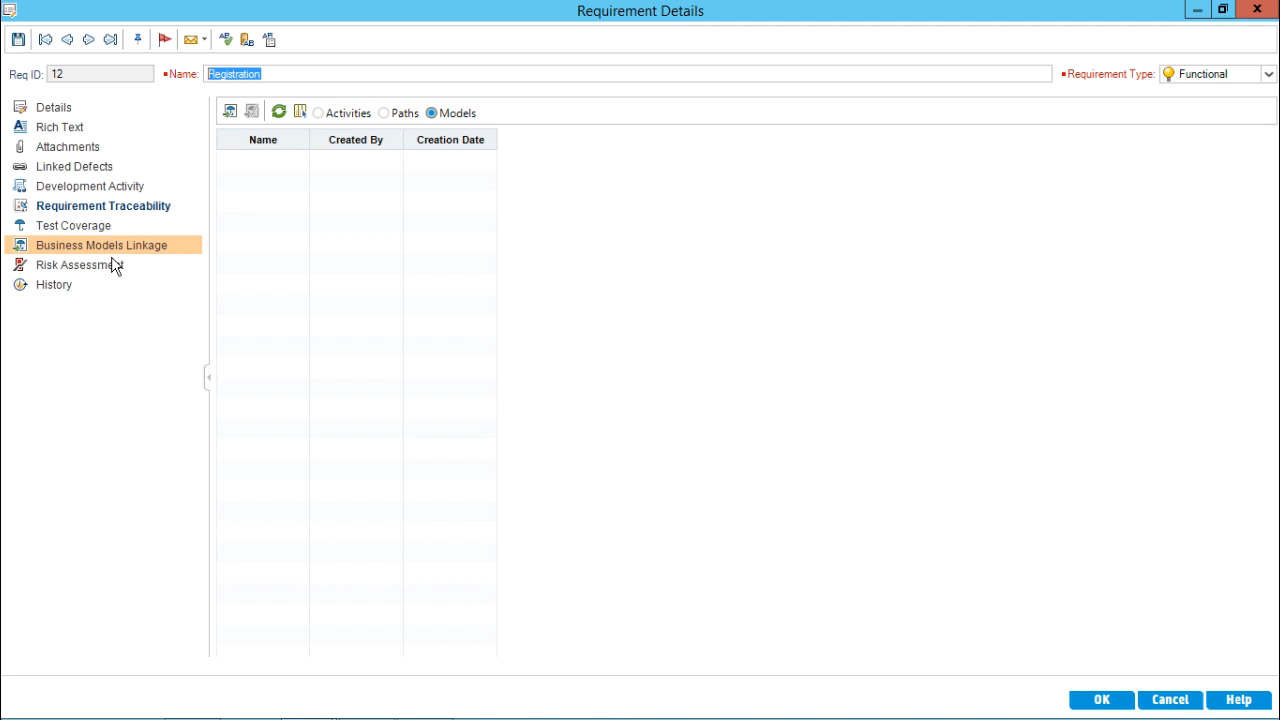 Requirement Details
Req ID: 12 Name: Registration Requirement Type: Functional
Details
Rich Text
Attachments
Linked Defects
Development Activity
Requirement Traceability
Test Coverage
Business Models Linkage
Risk Assessment
History
Activities Paths Models
Name Created By Creation Date
OK Cancel Help